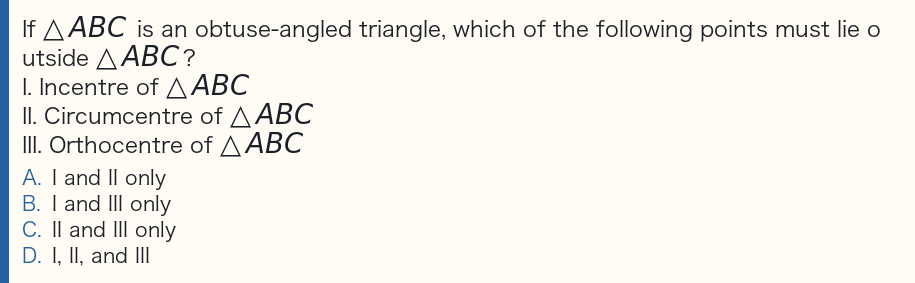 If △ABC is an obtuse-angled triangle, which of the following points must lie o
utside △ABC?
I. Incentre of △ABC
II. Circumcentre of △ABC
III. Orthocentre of △ABC
A. I and II only
B. I and III only
C. II and III only
D. I, II, and III